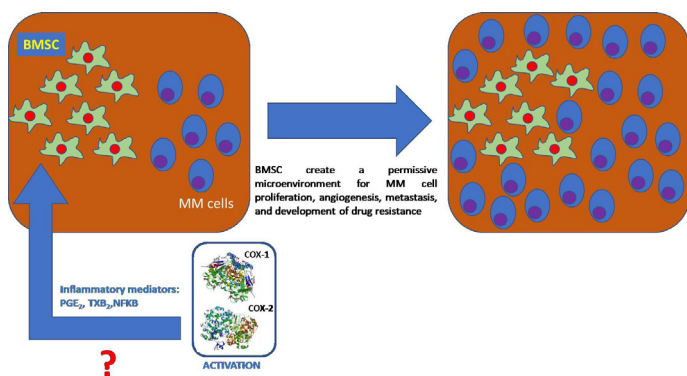 BMSC
MM cells
BMSC create a permissive
microenvironment for MM cell
proliferation, angiogenesis, metastasis,
and development of drug resistance
Inflammatory mediators:
PGE₂, TXB₂,NFKB
COX-1
COX-2
ACTIVATION
?